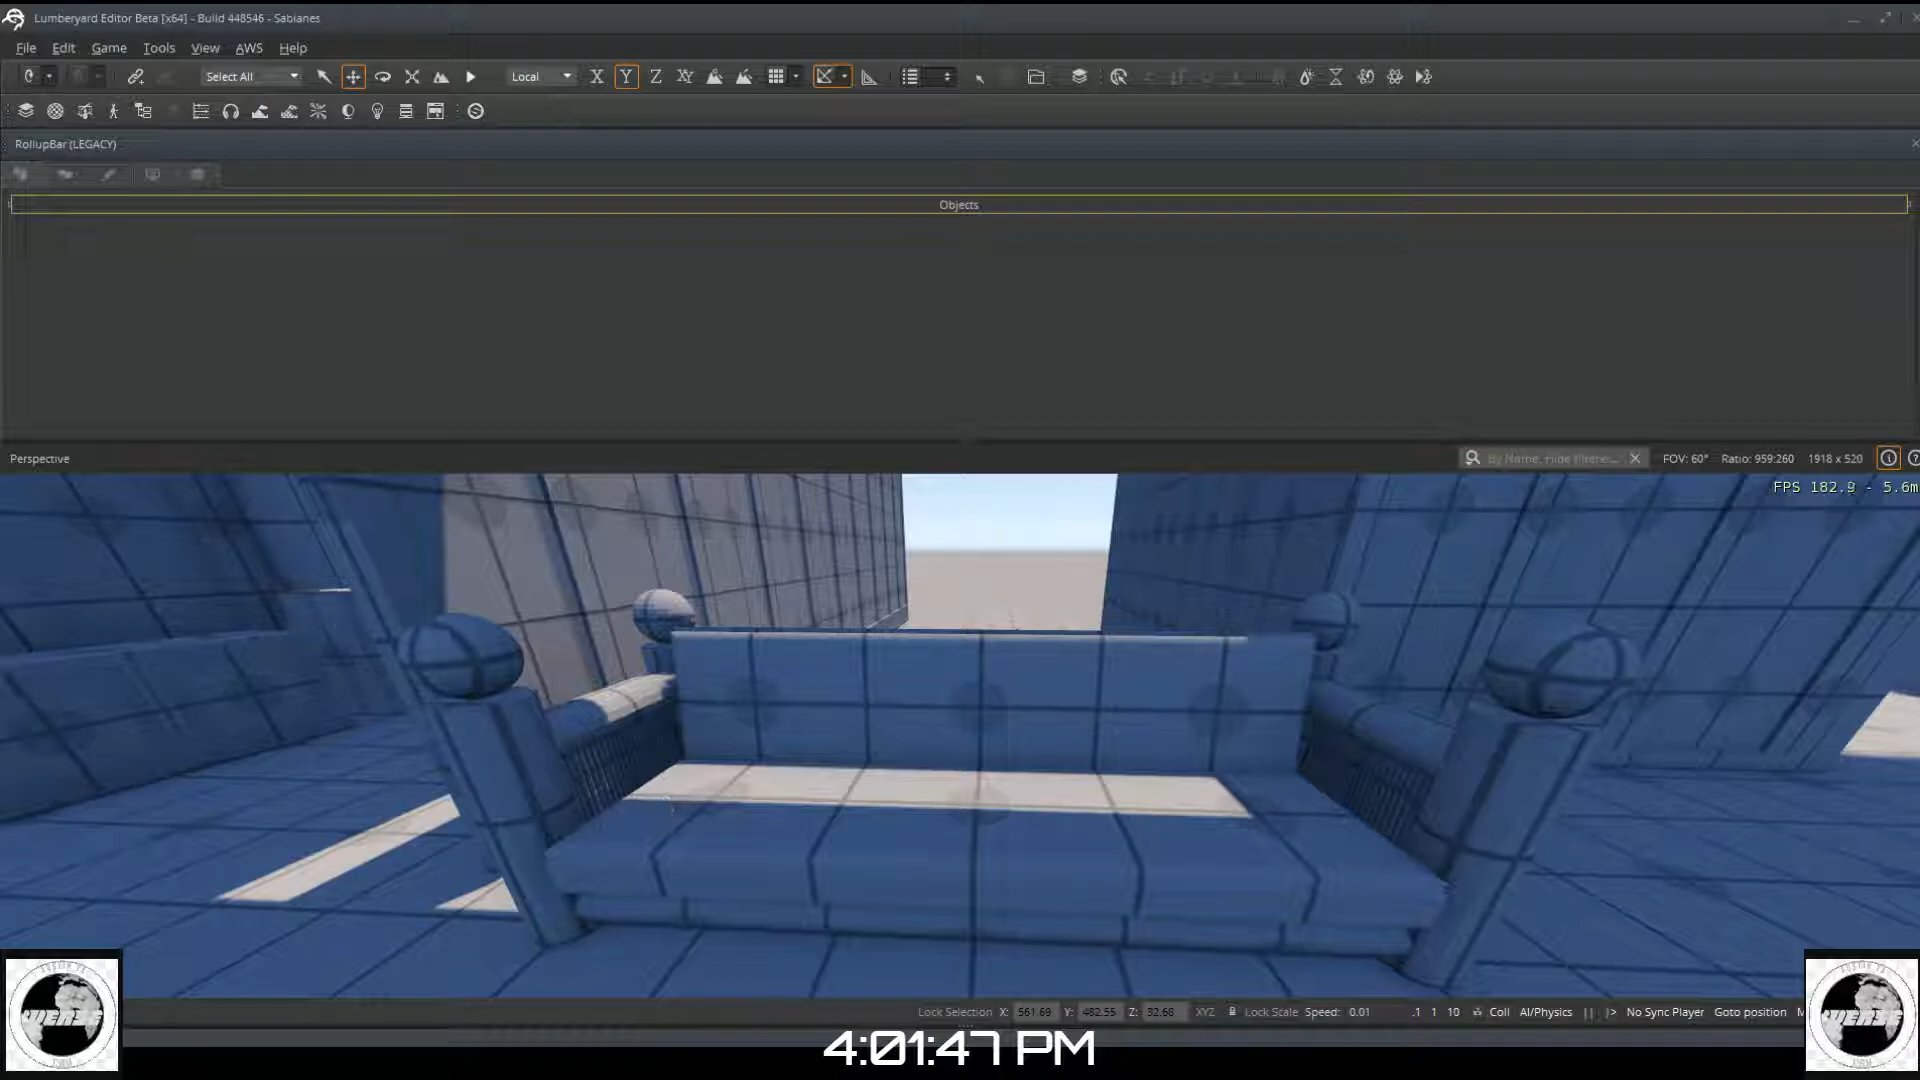 Lumberyard Editor Beta [x64] - Build 448546 - Sabianes
File Edit Game Tools View AWS Help
Select All Local X Y Z XY
RollupBar (LEGACY)
Objects
Perspective FOV: 60° Ratio: 959:260 1918 x 520
FPS 182.9 - 5.6m
Lock Selection X: 561.69 Y: 482.55 Z: 32.68 XYZ Lock Scale Speed: 0.01 .1 1 10 Coll AI/Physics No Sync Player Goto position
4:01:47 PM